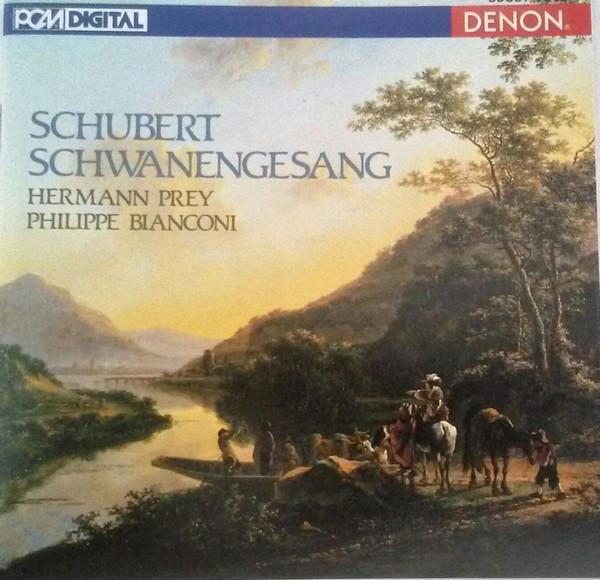 PCM DIGITAL
DENON®
SCHUBERT
SCHWANENGESANG
HERMANN PREY
PHILIPPE BIANCONI